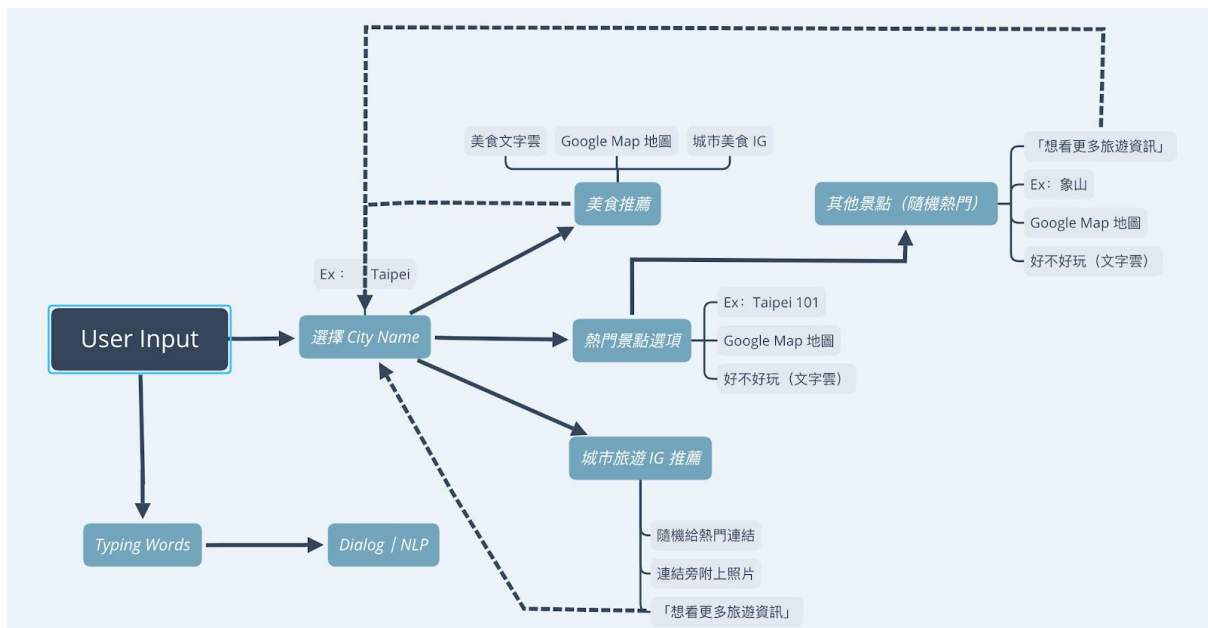 「想看更多旅遊資訊」
美食文字雲
Google Map 地圖
城市美食 IG
Ex：象山
美食推薦
其他景點（隨機熱門）
Google Map 地圖
好不好玩（文字雲）
Ex： Taipei
Ex：Taipei 101
User Input
選擇 City Name
熱門景點選項
Google Map 地圖
好不好玩（文字雲）
城市旅遊 IG 推薦
隨機給熱門連結
Typing Words
Dialog / NLP
連結旁附上照片
「想看更多旅遊資訊」